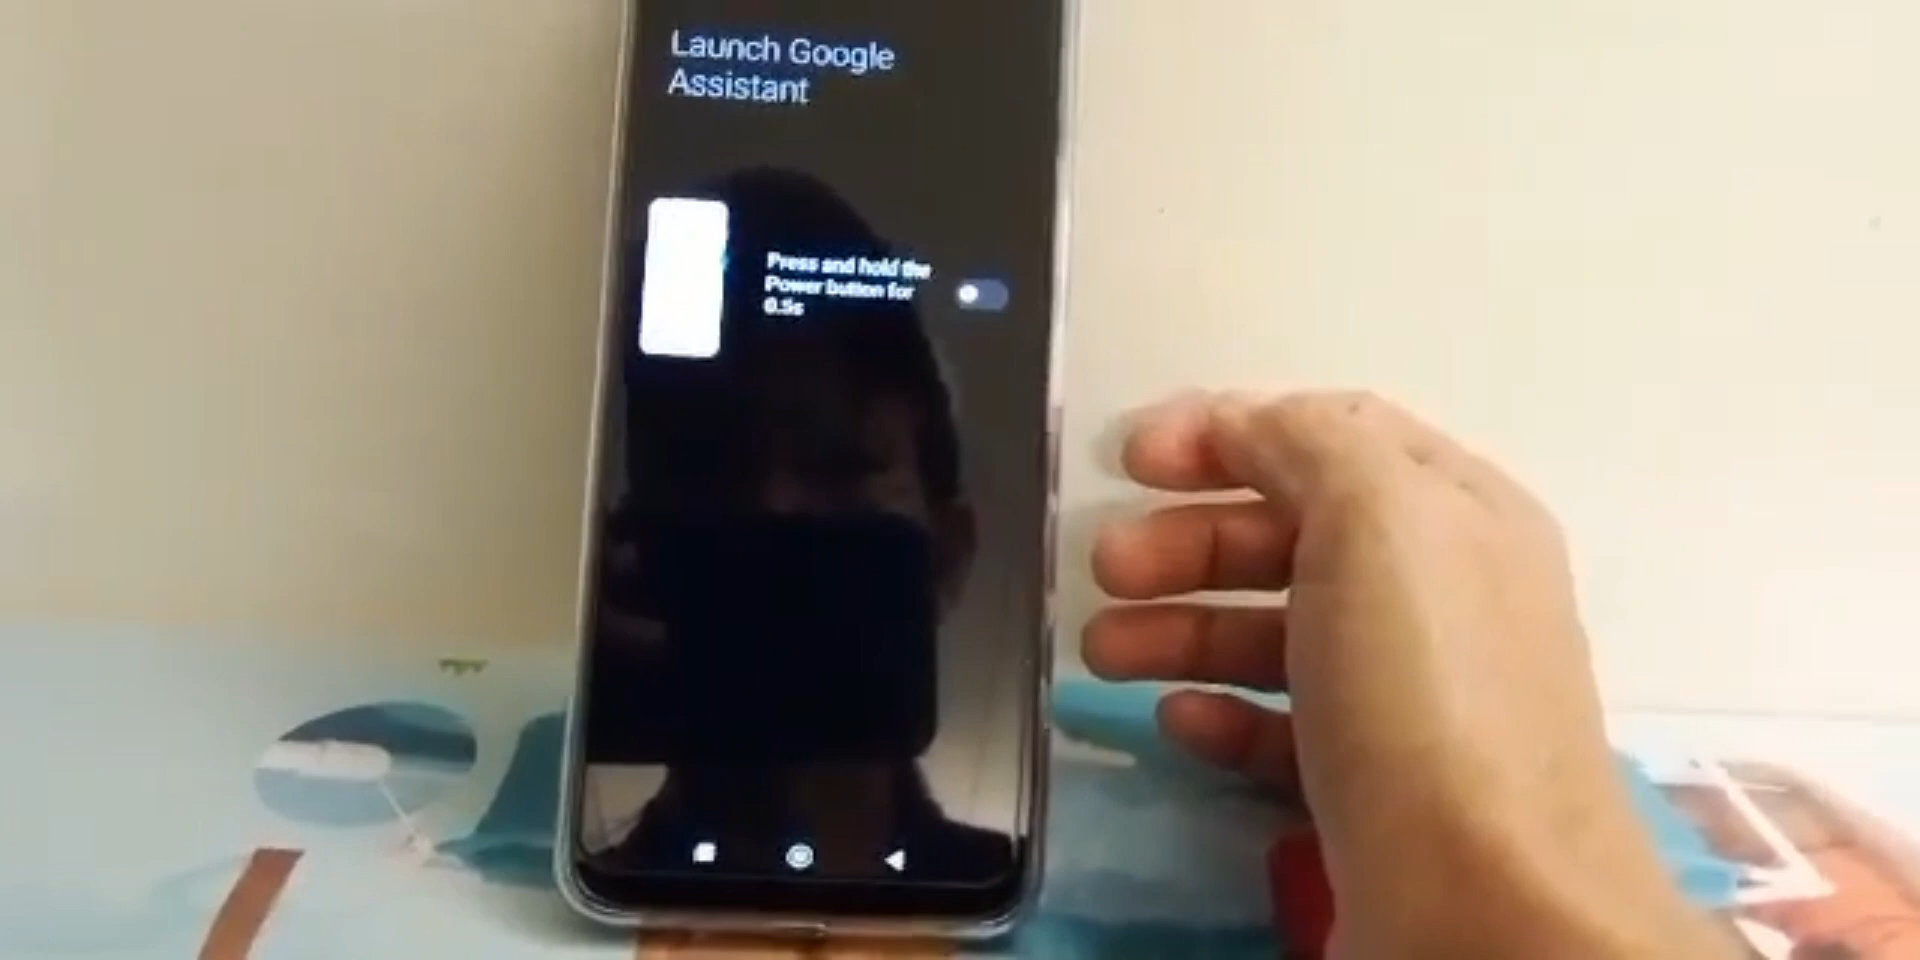 Launch Google
Assistant
Press and hold the
Power button for
0.5s